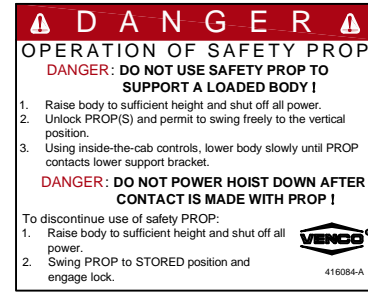 DANGER
OPERATION OF SAFETY PROP
DANGER: DO NOT USE SAFETY PROP TO
SUPPORT A LOADED BODY !
1. Raise body to sufficient height and shut off all power.
2. Unlock PROP(S) and permit to swing freely to the vertical
position.
3. Using inside-the-cab controls, lower body slowly until PROP
contacts lower support bracket.
DANGER: DO NOT POWER HOIST DOWN AFTER
CONTACT IS MADE WITH PROP !
To discontinue use of safety PROP:
1. Raise body to sufficient height and shut off all
power.
2. Swing PROP to STORED position and
engage lock.
VENCO
416084-A